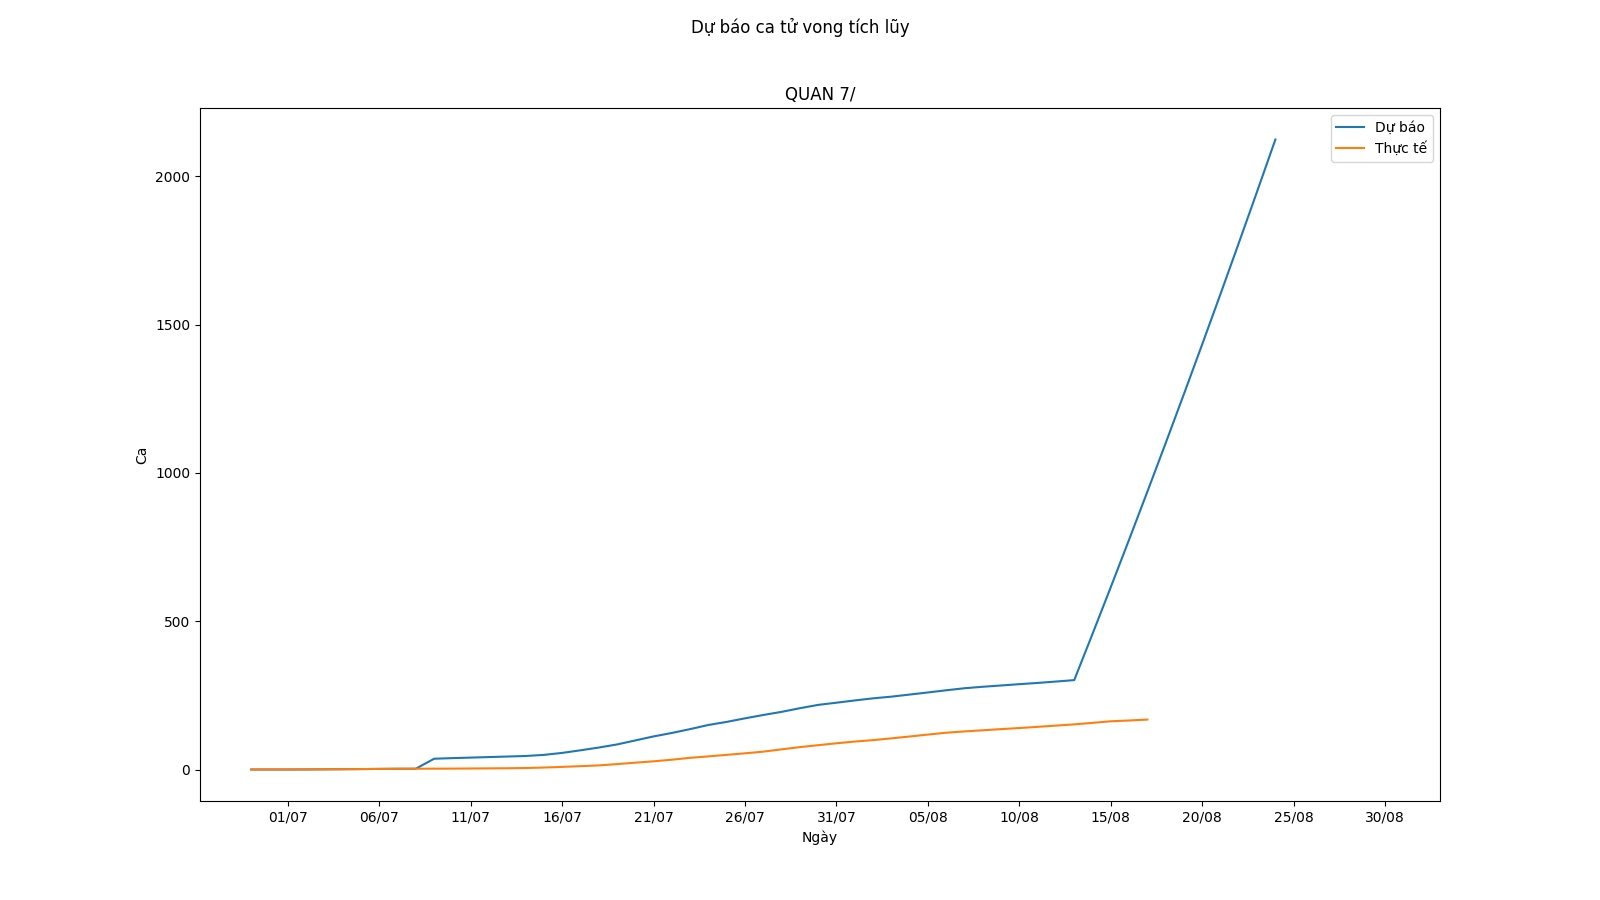 Dự báo ca tử vong tích lũy
QUAN 7/
Dự báo
Thực tế
2000
1500
1000
500
0
Ca
01/07 06/07 11/07 16/07 21/07 26/07 31/07 05/08 10/08 15/08 20/08 25/08 30/08
Ngày